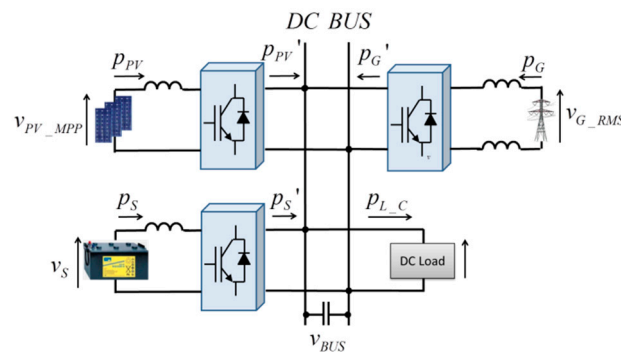 DC BUS
p_PV p_PV' p_G' p_G
v_PV_MPP v_G_RMS
p_S p_S' p_L_C
v_S DC Load
v_BUS